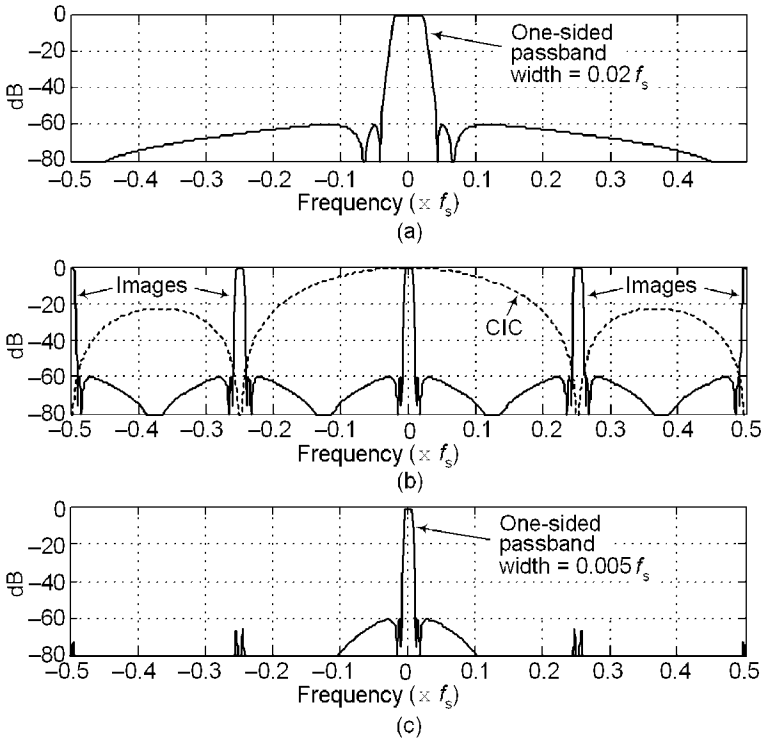 0
–20
–40
–60
–80
dB
One-sided
passband
width = 0.02 fs
–0.5 –0.4 –0.3 –0.2 –0.1 0 0.1 0.2 0.3 0.4
Frequency (× fs)
(a)
0
–20
–40
–60
–80
dB
Images
Images
CIC
–0.5 –0.4 –0.3 –0.2 –0.1 0 0.1 0.2 0.3 0.4 0.5
Frequency (× fs)
(b)
0
–20
–40
–60
–80
dB
One-sided
passband
width = 0.005 fs
–0.5 –0.4 –0.3 –0.2 –0.1 0 0.1 0.2 0.3 0.4 0.5
Frequency (× fs)
(c)